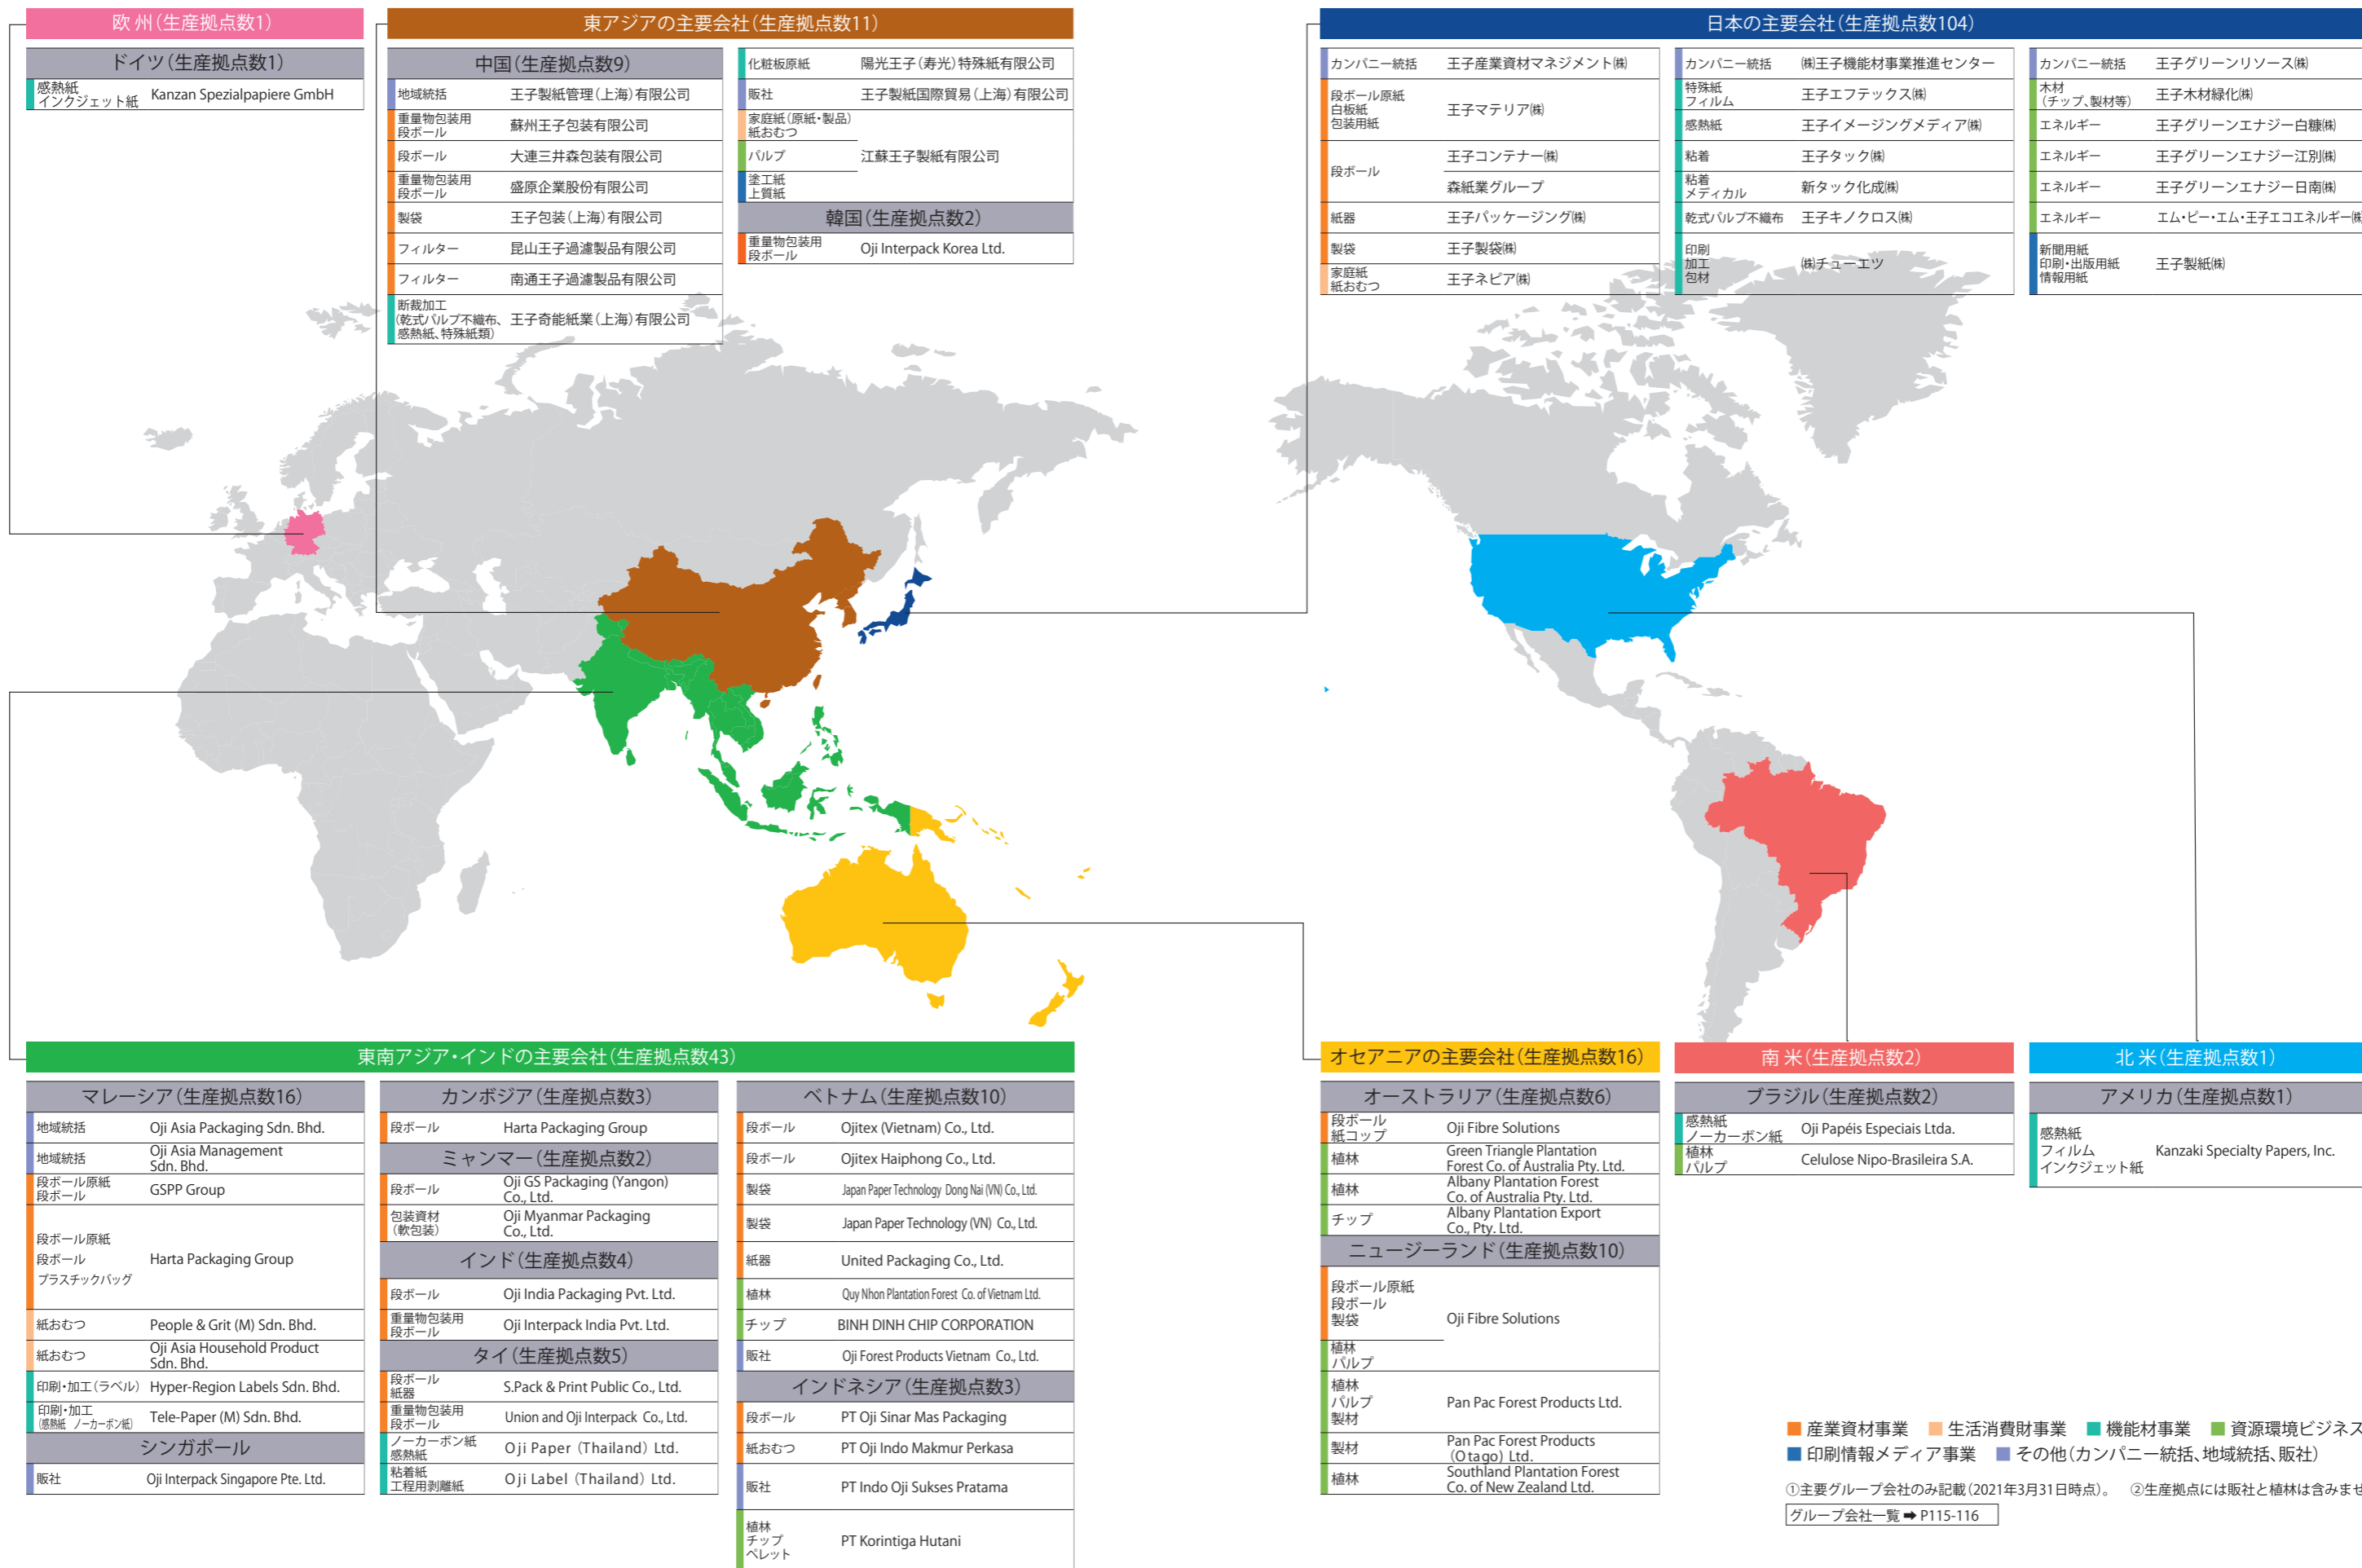 欧 州(生産拠点数1)
ドイツ(生産拠点数1)
感熱紙
インクジェット紙 Kanzan Spezialpapiere GmbH
東アジアの主要会社(生産拠点数11)
中国(生産拠点数9)
地域統括 王子製紙管理(上海)有限公司
重量物包装用
段ボール 蘇州王子包装有限公司
段ボール 大連三井森包装有限公司
重量物包装用
段ボール 盛原企業股份有限公司
製袋 王子包装(上海)有限公司
フィルター 昆山王子過濾製品有限公司
フィルター 南通王子過濾製品有限公司
断裁加工
(乾式パルプ不織布、
感熱紙、特殊紙類) 王子奇能紙業(上海)有限公司
化粧板原紙 陽光王子(寿光)特殊紙有限公司
販社 王子製紙国際貿易(上海)有限公司
家庭紙(原紙・製品)
紙おむつ
パルプ 江蘇王子製紙有限公司
塗工紙
上質紙
韓国(生産拠点数2)
重量物包装用
段ボール Oji Interpack Korea Ltd.
日本の主要会社(生産拠点数104)
カンパニー統括 王子産業資材マネジメント㈱
段ボール原紙
白板紙
包装用紙 王子マテリア㈱
段ボール 王子コンテナー㈱
森紙業グループ
紙器 王子パッケージング㈱
製袋 王子製袋㈱
家庭紙
紙おむつ 王子ネピア㈱
カンパニー統括 ㈱王子機能材事業推進センター
特殊紙
フィルム 王子エフテックス㈱
感熱紙 王子イメージングメディア㈱
粘着 王子タック㈱
粘着
メディカル 新タック化成㈱
乾式パルプ不織布 王子キノクロス㈱
印刷
加工
包材 ㈱チューエツ
カンパニー統括 王子グリーンリソース㈱
木材
(チップ、製材等) 王子木材緑化㈱
エネルギー 王子グリーンエナジー白糠㈱
エネルギー 王子グリーンエナジー江別㈱
エネルギー 王子グリーンエナジー日南㈱
エネルギー エム・ピー・エム・王子エコエネルギー㈱
新聞用紙
印刷・出版用紙
情報用紙 王子製紙㈱
東南アジア・インドの主要会社(生産拠点数43)
マレーシア(生産拠点数16)
地域統括 Oji Asia Packaging Sdn. Bhd.
地域統括 Oji Asia Management
Sdn. Bhd.
段ボール原紙
段ボール GSPP Group
段ボール原紙
段ボール Harta Packaging Group
プラスチックバッグ
紙おむつ People & Grit (M) Sdn. Bhd.
紙おむつ Oji Asia Household Product
Sdn. Bhd.
印刷・加工(ラベル) Hyper-Region Labels Sdn. Bhd.
印刷・加工
(感熱紙 ノーカーボン紙) Tele-Paper (M) Sdn. Bhd.
シンガポール
販社 Oji Interpack Singapore Pte. Ltd.
カンボジア(生産拠点数3)
段ボール Harta Packaging Group
ミャンマー(生産拠点数2)
段ボール Oji GS Packaging (Yangon)
Co., Ltd.
包装資材
(軟包装) Oji Myanmar Packaging
Co., Ltd.
インド(生産拠点数4)
段ボール Oji India Packaging Pvt. Ltd.
重量物包装用
段ボール Oji Interpack India Pvt. Ltd.
タイ(生産拠点数5)
段ボール
紙器 S.Pack & Print Public Co., Ltd.
重量物包装用
段ボール Union and Oji Interpack Co., Ltd.
ノーカーボン紙
感熱紙 Oji Paper (Thailand) Ltd.
粘着紙
工程用剥離紙 Oji Label (Thailand) Ltd.
ベトナム(生産拠点数10)
段ボール Ojitex (Vietnam) Co., Ltd.
段ボール Ojitex Haiphong Co., Ltd.
製袋 Japan Paper Technology Dong Nai (VN) Co., Ltd.
製袋 Japan Paper Technology (VN) Co., Ltd.
紙器 United Packaging Co., Ltd.
植林 Quy Nhon Plantation Forest Co. of Vietnam Ltd.
チップ BINH DINH CHIP CORPORATION
販社 Oji Forest Products Vietnam Co., Ltd.
インドネシア(生産拠点数3)
段ボール PT Oji Sinar Mas Packaging
紙おむつ PT Oji Indo Makmur Perkasa
販社 PT Indo Oji Sukses Pratama
植林
チップ
ペレット PT Korintiga Hutani
オセアニアの主要会社(生産拠点数16)
オーストラリア(生産拠点数6)
段ボール
紙コップ Oji Fibre Solutions
植林 Green Triangle Plantation
Forest Co. of Australia Pty. Ltd.
植林 Albany Plantation Forest
Co. of Australia Pty. Ltd.
チップ Albany Plantation Export
Co., Pty. Ltd.
ニュージーランド(生産拠点数10)
段ボール原紙
段ボール
製袋 Oji Fibre Solutions
植林
パルプ
植林
パルプ
製材 Pan Pac Forest Products Ltd.
製材 Pan Pac Forest Products
(Otago) Ltd.
植林 Southland Plantation Forest
Co. of New Zealand Ltd.
南 米(生産拠点数2)
ブラジル(生産拠点数2)
感熱紙
ノーカーボン紙 Oji Papéis Especiais Ltda.
植林
パルプ Celulose Nipo-Brasileira S.A.
北 米(生産拠点数1)
アメリカ(生産拠点数1)
感熱紙
フィルム
インクジェット紙 Kanzaki Specialty Papers, Inc.
産業資材事業 生活消費財事業 機能材事業 資源環境ビジネス
印刷情報メディア事業 その他(カンパニー統括、地域統括、販社)
①主要グループ会社のみ記載(2021年3月31日時点)。 ②生産拠点には販社と植林は含みませ
グループ会社一覧 ➡ P115-116